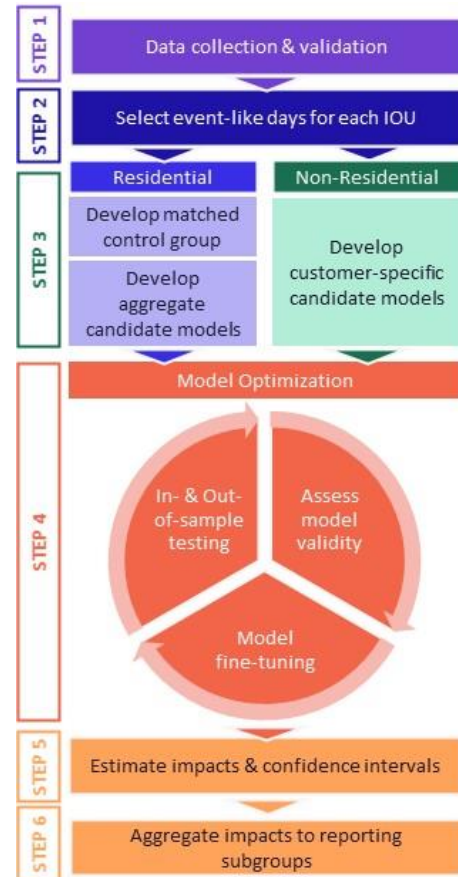 STEP 1
Data collection & validation
STEP 2
Select event-like days for each IOU
STEP 3
Residential
Develop matched
control group
Develop
aggregate
candidate models
Non-Residential
Develop
customer-specific
candidate models
STEP 4
Model Optimization
In- & Out-
of-sample
testing
Assess
model
validity
Model
fine-tuning
STEP 5
Estimate impacts & confidence intervals
STEP 6
Aggregate impacts to reporting
subgroups